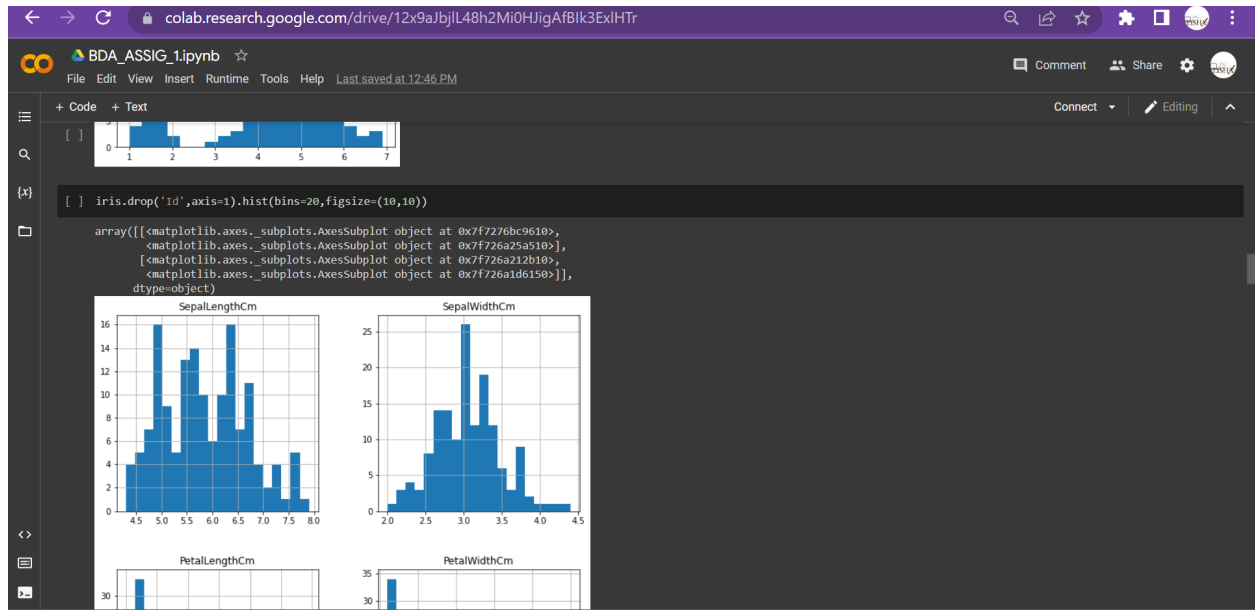 colab.research.google.com/drive/12x9aJbjlL48h2Mi0HJigAfBIk3ExlHTr
BDA_ASSIG_1.ipynb
File Edit View Insert Runtime Tools Help Last saved at 12:46 PM
Comment Share
+ Code + Text
Connect Editing
[ ]
5
0
1 2 3 4 5 6 7
{x}
[ ] iris.drop('Id',axis=1).hist(bins=20,figsize=(10,10))
array([[<matplotlib.axes._subplots.AxesSubplot object at 0x7f7276bc9610>,
<matplotlib.axes._subplots.AxesSubplot object at 0x7f726a25a510>],
[<matplotlib.axes._subplots.AxesSubplot object at 0x7f726a212b10>,
<matplotlib.axes._subplots.AxesSubplot object at 0x7f726a1d6150>]],
dtype=object)
SepalLengthCm
16
14
12
10
8
6
4
2
0
4.5 5.0 5.5 6.0 6.5 7.0 7.5 8.0
SepalWidthCm
25
20
15
10
5
0
2.0 2.5 3.0 3.5 4.0 4.5
PetalLengthCm
30
PetalWidthCm
35
30